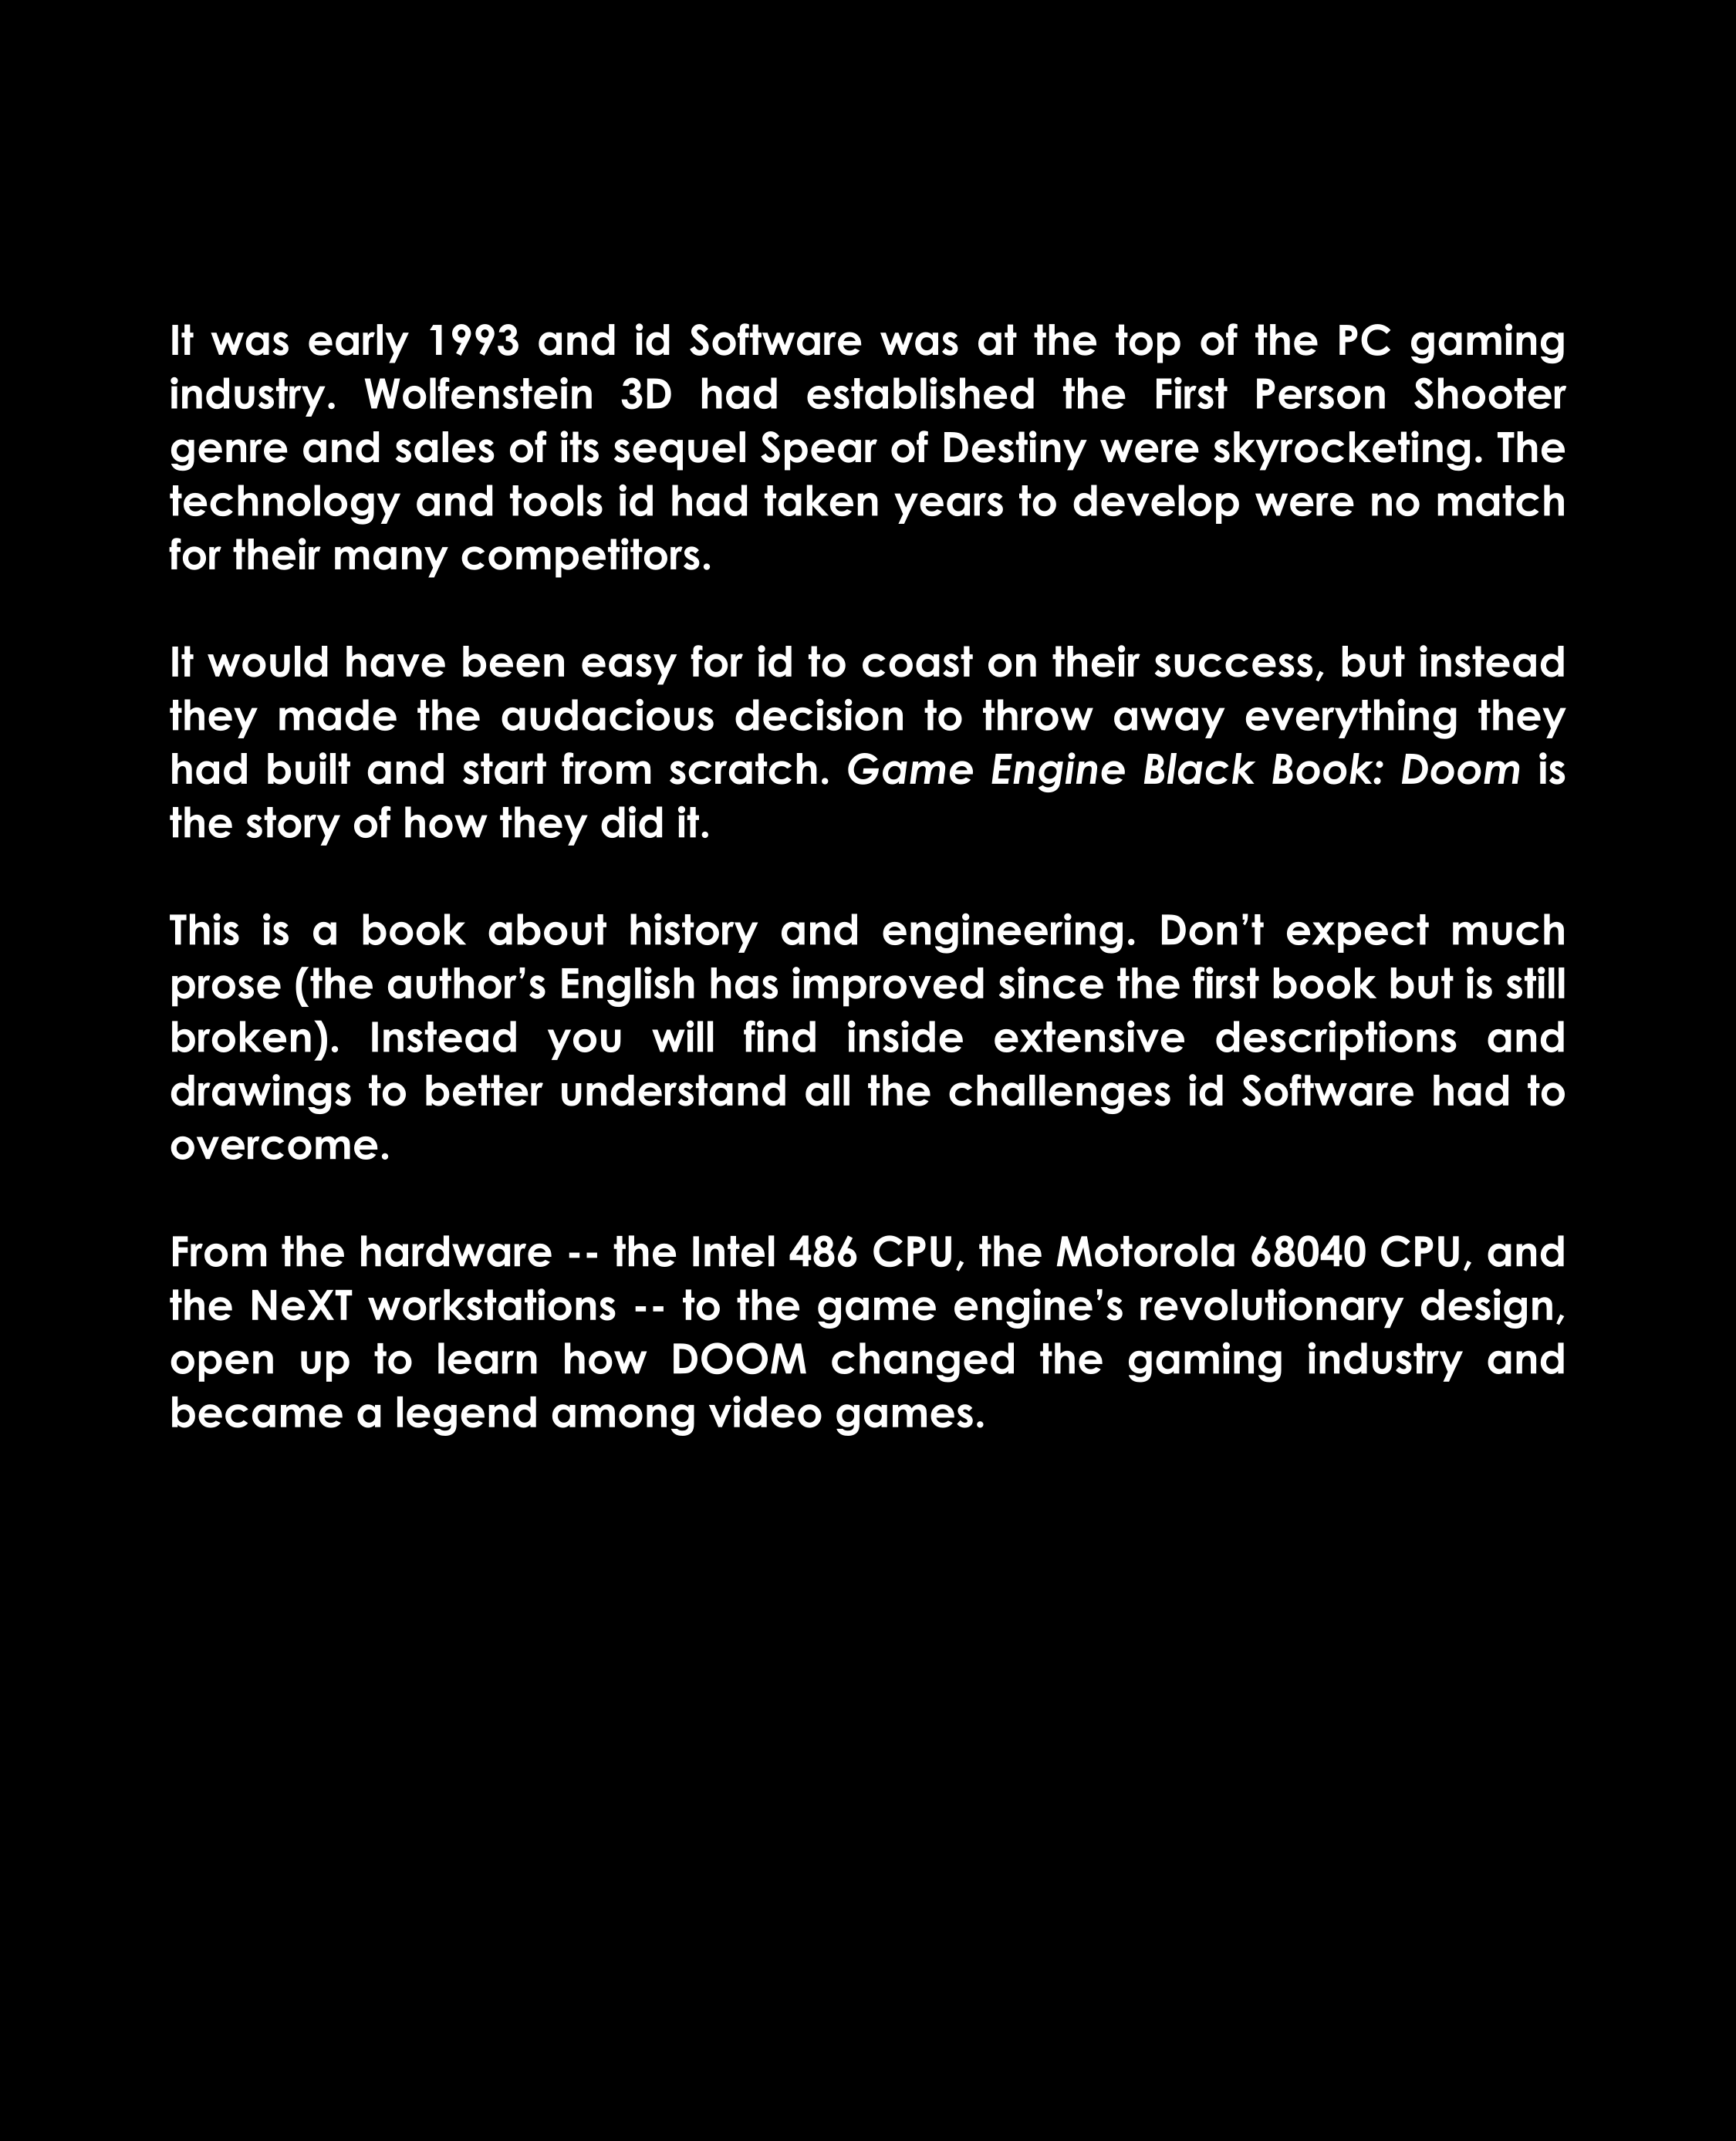 It was early 1993 and id Software was at the top of the PC gaming
industry. Wolfenstein 3D had established the First Person Shooter
genre and sales of its sequel Spear of Destiny were skyrocketing. The
technology and tools id had taken years to develop were no match
for their many competitors.
It would have been easy for id to coast on their success, but instead
they made the audacious decision to throw away everything they
had built and start from scratch. Game Engine Black Book: Doom is
the story of how they did it.
This is a book about history and engineering. Don’t expect much
prose (the author’s English has improved since the first book but is still
broken). Instead you will find inside extensive descriptions and
drawings to better understand all the challenges id Software had to
overcome.
From the hardware -- the Intel 486 CPU, the Motorola 68040 CPU, and
the NeXT workstations -- to the game engine’s revolutionary design,
open up to learn how DOOM changed the gaming industry and
became a legend among video games.